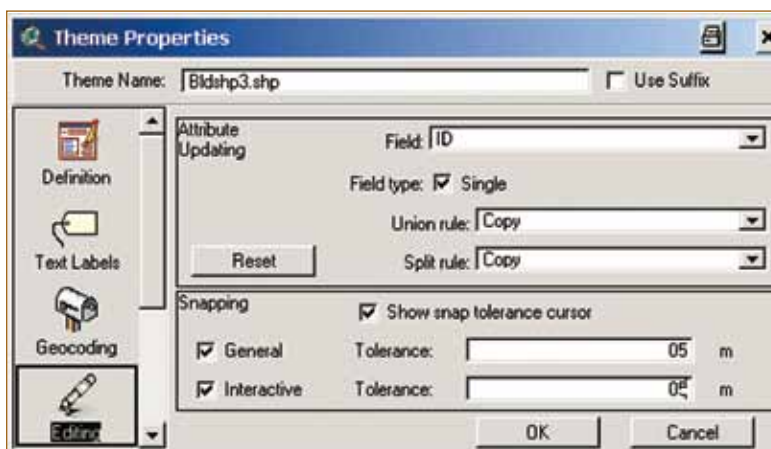 Theme Properties
Theme Name: Bldshp3.shp Use Suffix
Definition
Text Labels
Geocoding
Editing
Attribute Updating
Field: ID
Field type: Single
Union rule: Copy
Reset Split rule: Copy
Snapping
Show snap tolerance cursor
General Tolerance: 05 m
Interactive Tolerance: m
OK Cancel